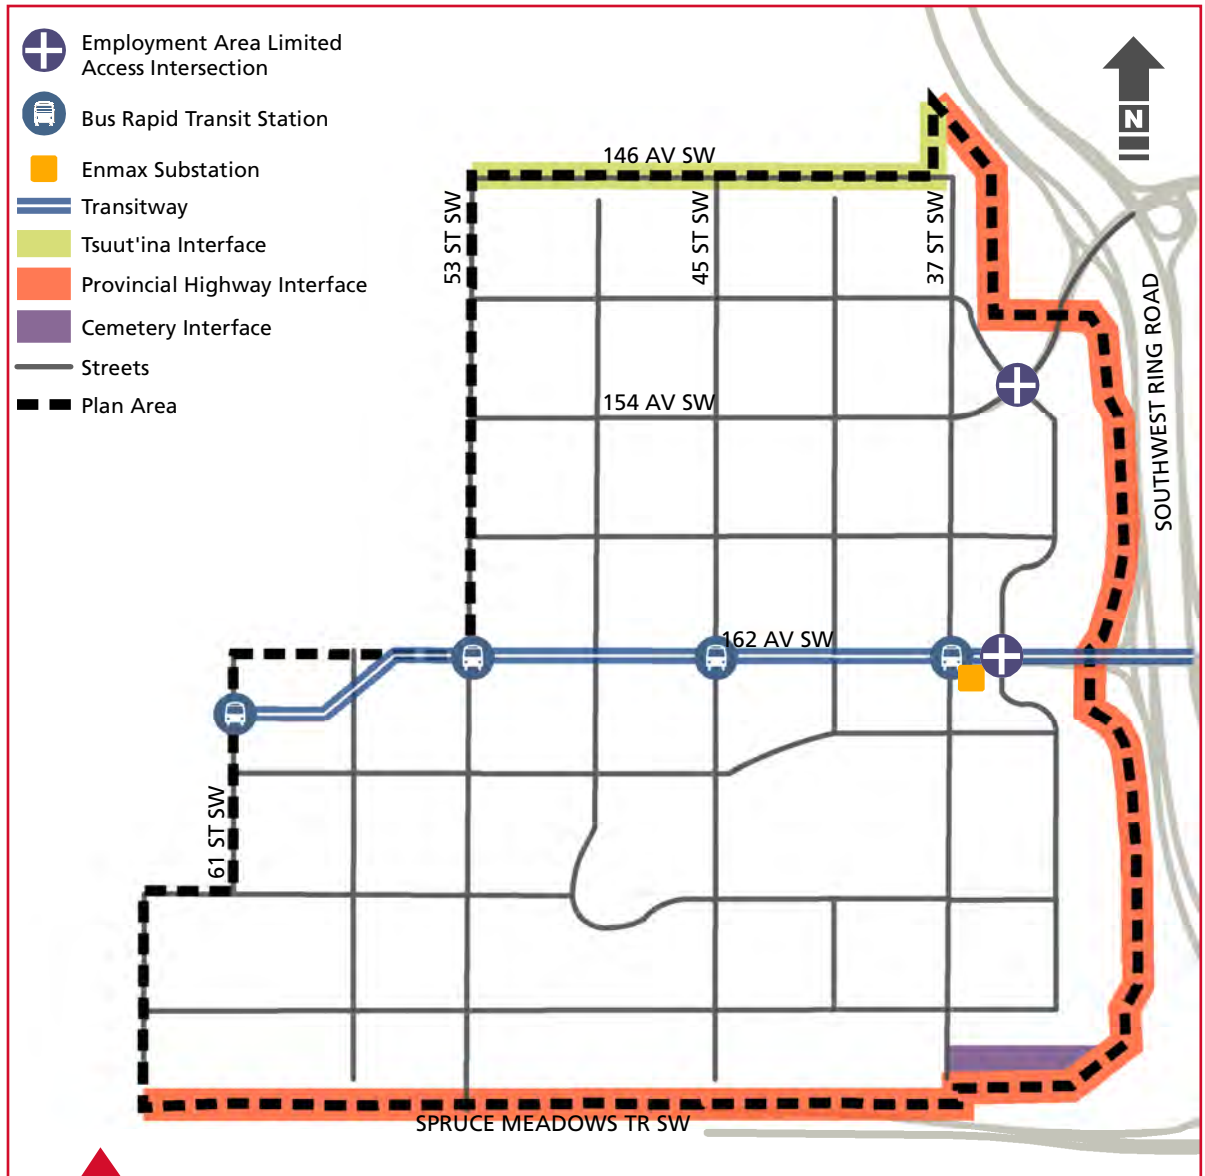 Employment Area Limited
Access Intersection
Bus Rapid Transit Station
Enmax Substation
Transitway
Tsuut'ina Interface
Provincial Highway Interface
Cemetery Interface
Streets
Plan Area
N
146 AV SW
53 ST SW
45 ST SW
37 ST SW
SOUTHWEST RING ROAD
154 AV SW
162 AV SW
61 ST SW
SPRUCE MEADOWS TR SW